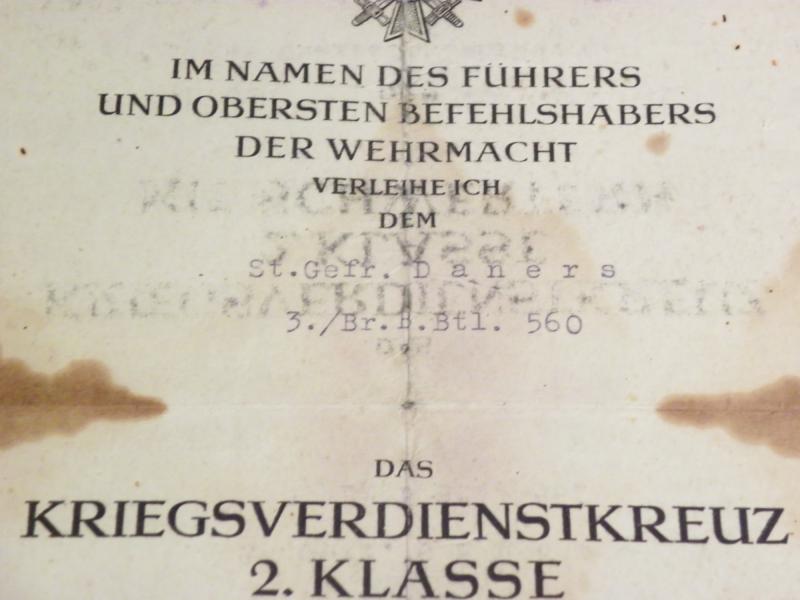 IM NAMEN DES FÜHRERS
UND OBERSTEN BEFEHLSHABERS
DER WEHRMACHT
VERLEIHE ICH
DEM
St.Gefr. D a n e r s
3./Br.B.Btl. 560
DAS
KRIEGSVERDIENSTKREUZ
2. KLASSE